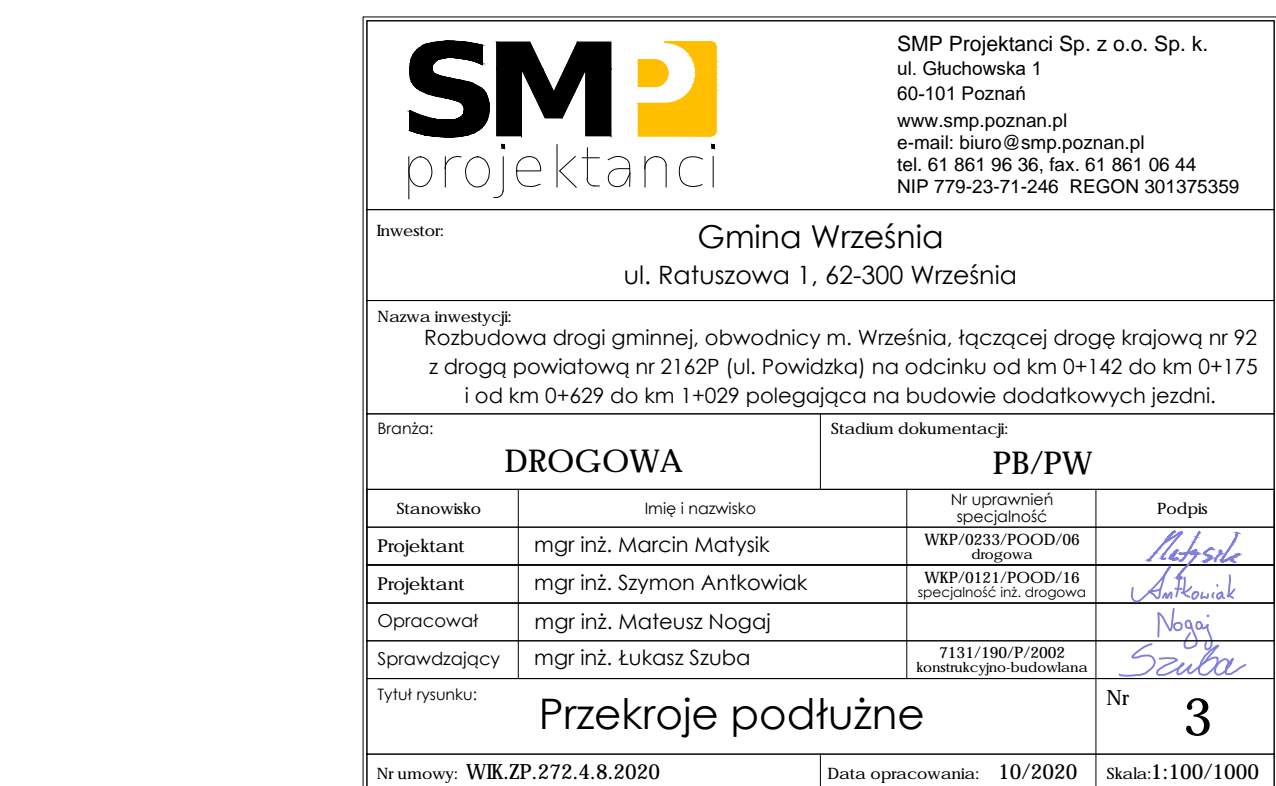 SMP
projektanci
SMP Projektanci Sp. z o.o. Sp. k.
ul. Głuchowska 1
60-101 Poznań
www.smp.poznan.pl
e-mail: biuro@smp.poznan.pl
tel. 61 861 96 36, fax. 61 861 06 44
NIP 779-23-71-246 REGON 301375359
Inwestor:
Gmina Września
ul. Ratuszowa 1, 62-300 Września
Nazwa inwestycji:
Rozbudowa drogi gminnej, obwodnicy m. Września, łączącej drogę krajową nr 92
z drogą powiatową nr 2162P (ul. Powidzka) na odcinku od km 0+142 do km 0+175
i od km 0+629 do km 1+029 polegająca na budowie dodatkowych jezdni.
Branża:
DROGOWA
Stadium dokumentacji:
PB/PW
Stanowisko Imię i nazwisko Nr uprawnień specjalność Podpis
Projektant mgr inż. Marcin Matysik WKP/0233/POOD/06 drogowa Matysik
Projektant mgr inż. Szymon Antkowiak WKP/0121/POOD/16 specjalność inż. drogowa Antkowiak
Opracował mgr inż. Mateusz Nogaj Nogaj
Sprawdzający mgr inż. Łukasz Szuba 7131/190/P/2002 konstrukcyjno-budowlana Szuba
Tytuł rysunku:
Przekroje podłużne
Nr 3
Nr umowy: WIK.ZP.272.4.8.2020 Data opracowania: 10/2020 Skala:1:100/1000